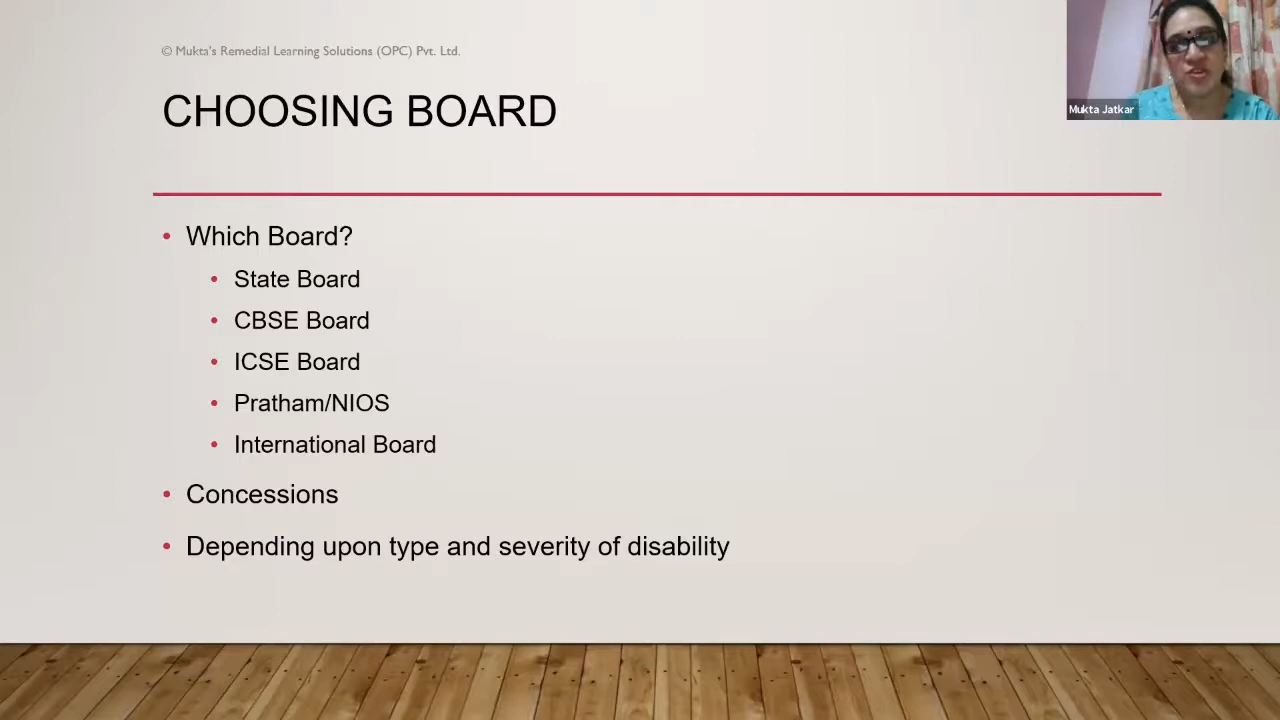 © Mukta's Remedial Learning Solutions (OPC) Pvt. Ltd.
CHOOSING BOARD
Mukta Jatkar
• Which Board?
• State Board
• CBSE Board
• ICSE Board
• Pratham/NIOS
• International Board
• Concessions
• Depending upon type and severity of disability